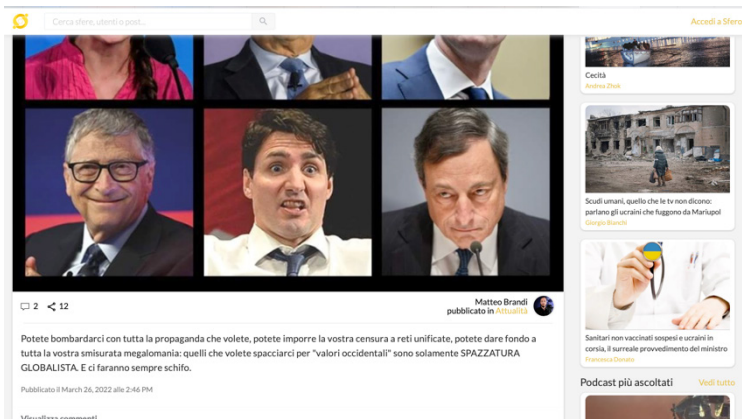 Cerca sfere, utenti o post...
Accedi a Sfero
Cecità
Andrea Zhok
Scudi umani, quello che le tv non dicono:
parlano gli ucraini che fuggono da Mariupol
Giorgio Bianchi
2
12
Matteo Brandi
pubblicato in Attualità
Potete bombardarci con tutta la propaganda che volete, potete imporre la vostra censura a reti unificate, potete dare fondo a
tutta la vostra smisurata megalomania: quelli che volete spacciarci per "valori occidentali" sono solamente SPAZZATURA
GLOBALISTA. E ci faranno sempre schifo.
Pubblicato il March 26, 2022 alle 2:46 PM
Visualizza commenti
Sanitari non vaccinati sospesi e ucraini in
corsia, il surreale provvedimento del ministro
Francesca Donato
Podcast più ascoltati
Vedi tutto